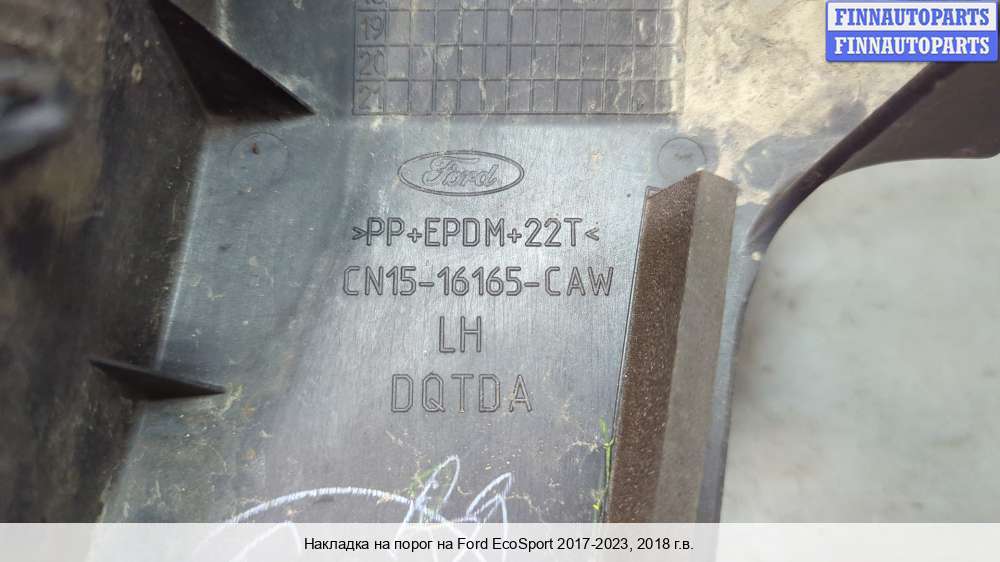 FINNAUTOPARTS
FINNAUTOPARTS
19
20
21
Ford
>PP+EPDM+22T<
CN15-16165-CAW
LH
DQTDA
Накладка на порог на Ford EcoSport 2017-2023, 2018 г.в.